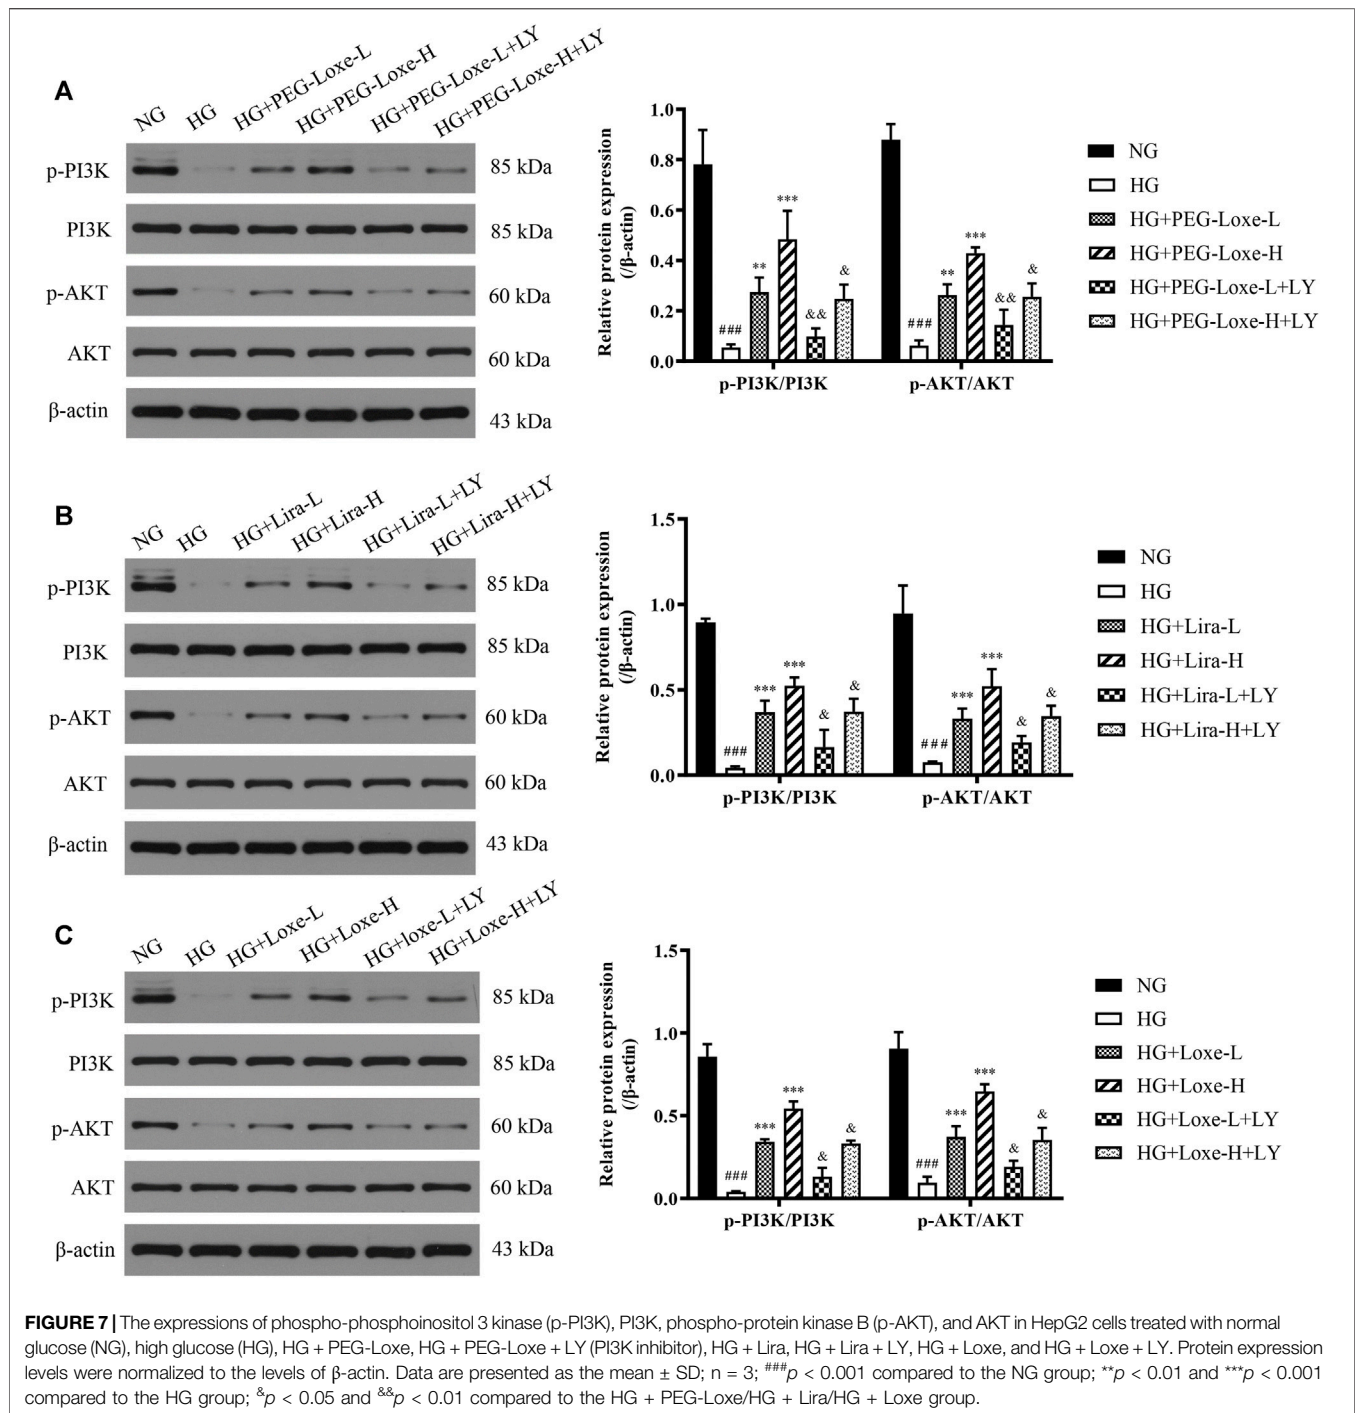 A
NG
HG
HG+PEG-Loxe-L
HG+PEG-Loxe-H
HG+PEG-Loxe-L+LY
HG+PEG-Loxe-H+LY
p-PI3K
85 kDa
PI3K
85 kDa
p-AKT
60 kDa
AKT
60 kDa
β-actin
43 kDa
Relative protein expression
(/β-actin)
1.0
0.8
0.6
0.4
0.2
0.0
###
**
***
&&
&
###
**
***
&&
&
p-PI3K/PI3K
p-AKT/AKT
NG
HG
HG+PEG-Loxe-L
HG+PEG-Loxe-H
HG+PEG-Loxe-L+LY
HG+PEG-Loxe-H+LY
B
NG
HG
HG+Lira-L
HG+Lira-H
HG+Lira-L+LY
HG+Lira-H+LY
p-PI3K
85 kDa
PI3K
85 kDa
p-AKT
60 kDa
AKT
60 kDa
β-actin
43 kDa
Relative protein expression
(/β-actin)
1.5
1.0
0.5
0.0
###
***
***
&
&
###
***
***
&
&
p-PI3K/PI3K
p-AKT/AKT
NG
HG
HG+Lira-L
HG+Lira-H
HG+Lira-L+LY
HG+Lira-H+LY
C
NG
HG
HG+Loxe-L
HG+Loxe-H
HG+loxe-L+LY
HG+Loxe-H+LY
p-PI3K
85 kDa
PI3K
85 kDa
p-AKT
60 kDa
AKT
60 kDa
β-actin
43 kDa
Relative protein expression
(/β-actin)
1.5
1.0
0.5
0.0
###
***
***
&
&
###
***
***
&
&
p-PI3K/PI3K
p-AKT/AKT
NG
HG
HG+Loxe-L
HG+Loxe-H
HG+Loxe-L+LY
HG+Loxe-H+LY
FIGURE 7 | The expressions of phospho-phosphoinositol 3 kinase (p-PI3K), PI3K, phospho-protein kinase B (p-AKT), and AKT in HepG2 cells treated with normal
glucose (NG), high glucose (HG), HG + PEG-Loxe, HG + PEG-Loxe + LY (PI3K inhibitor), HG + Lira, HG + Lira + LY, HG + Loxe, and HG + Loxe + LY. Protein expression
levels were normalized to the levels of β-actin. Data are presented as the mean ± SD; n = 3; ###p < 0.001 compared to the NG group; **p < 0.01 and ***p < 0.001
compared to the HG group; &p < 0.05 and &&p < 0.01 compared to the HG + PEG-Loxe/HG + Lira/HG + Loxe group.